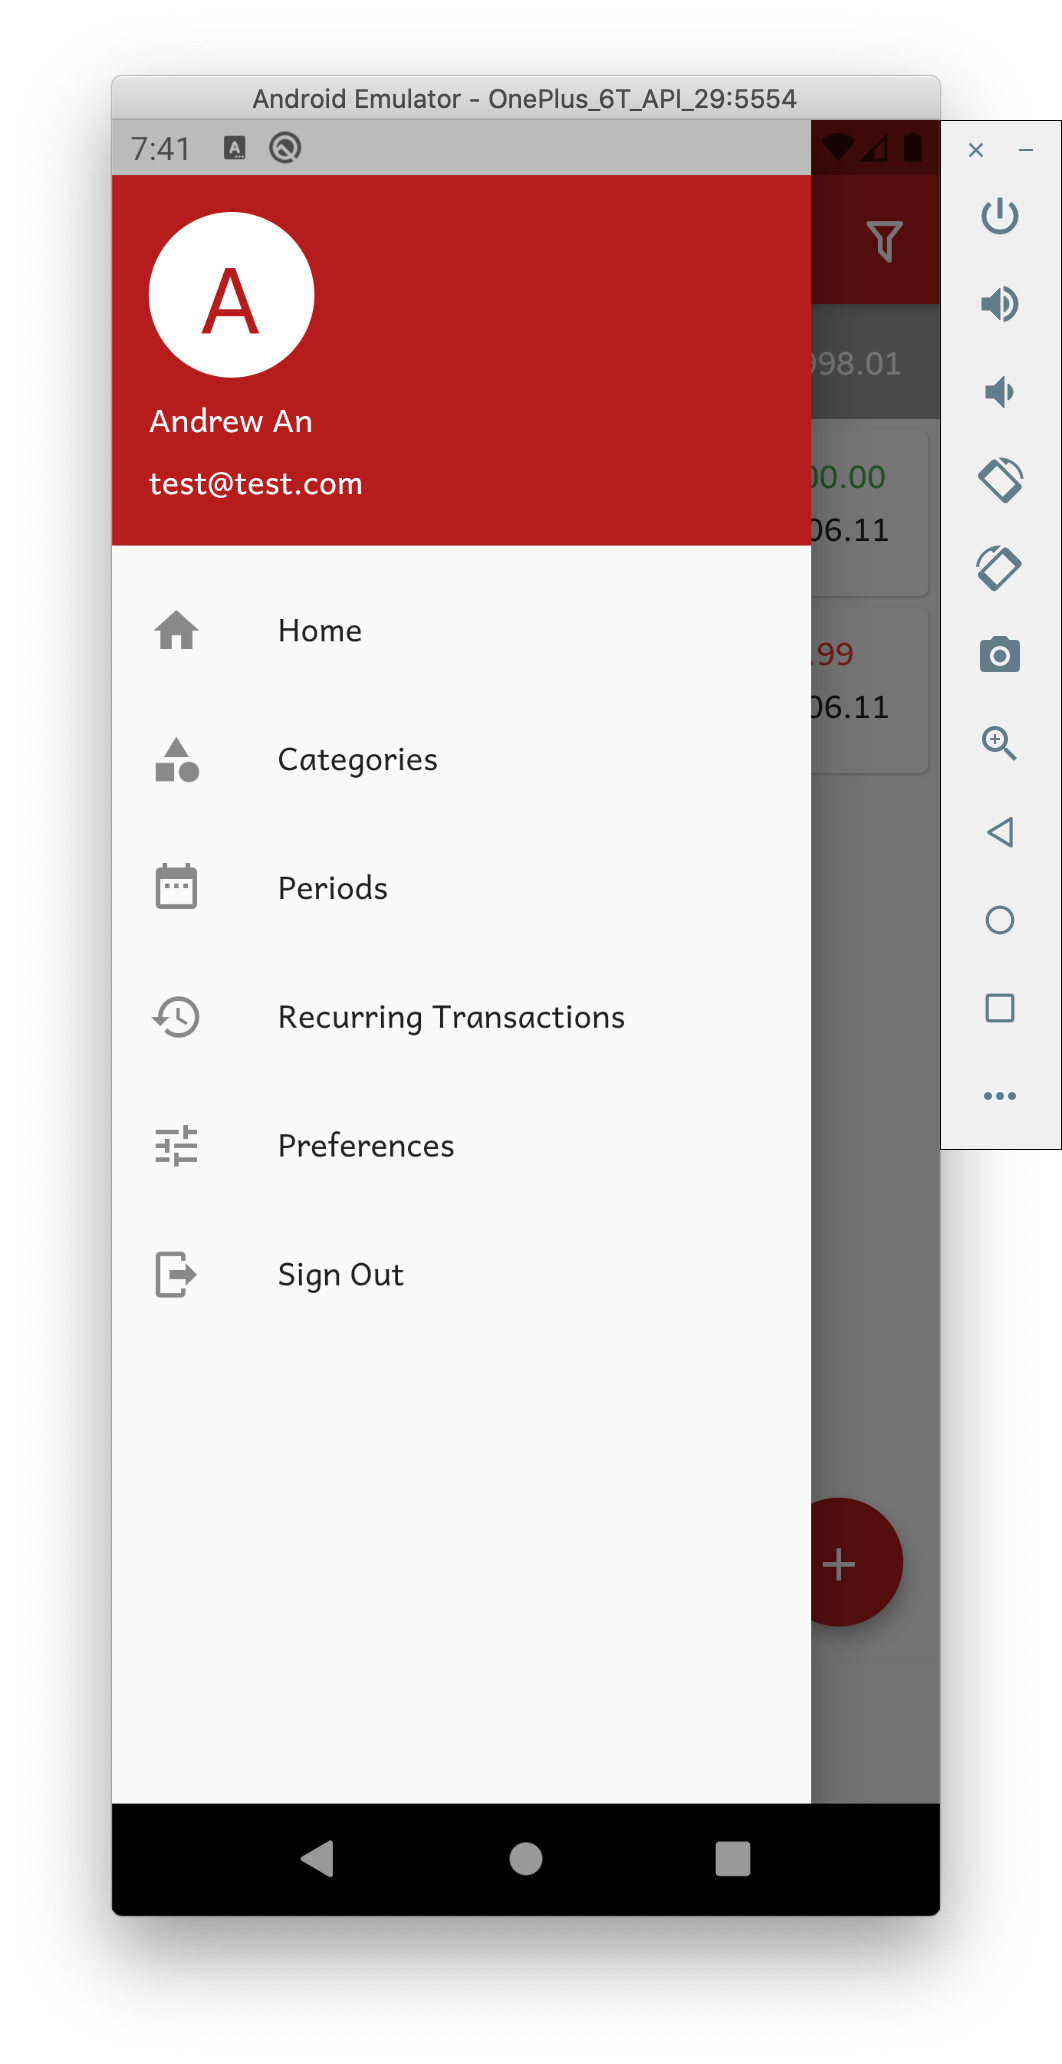 Android Emulator - OnePlus_6T_API_29:5554
7:41
A
Andrew An
test@test.com
998.01
00.00
06.11
.99
06.11
Home
Categories
Periods
Recurring Transactions
Preferences
Sign Out